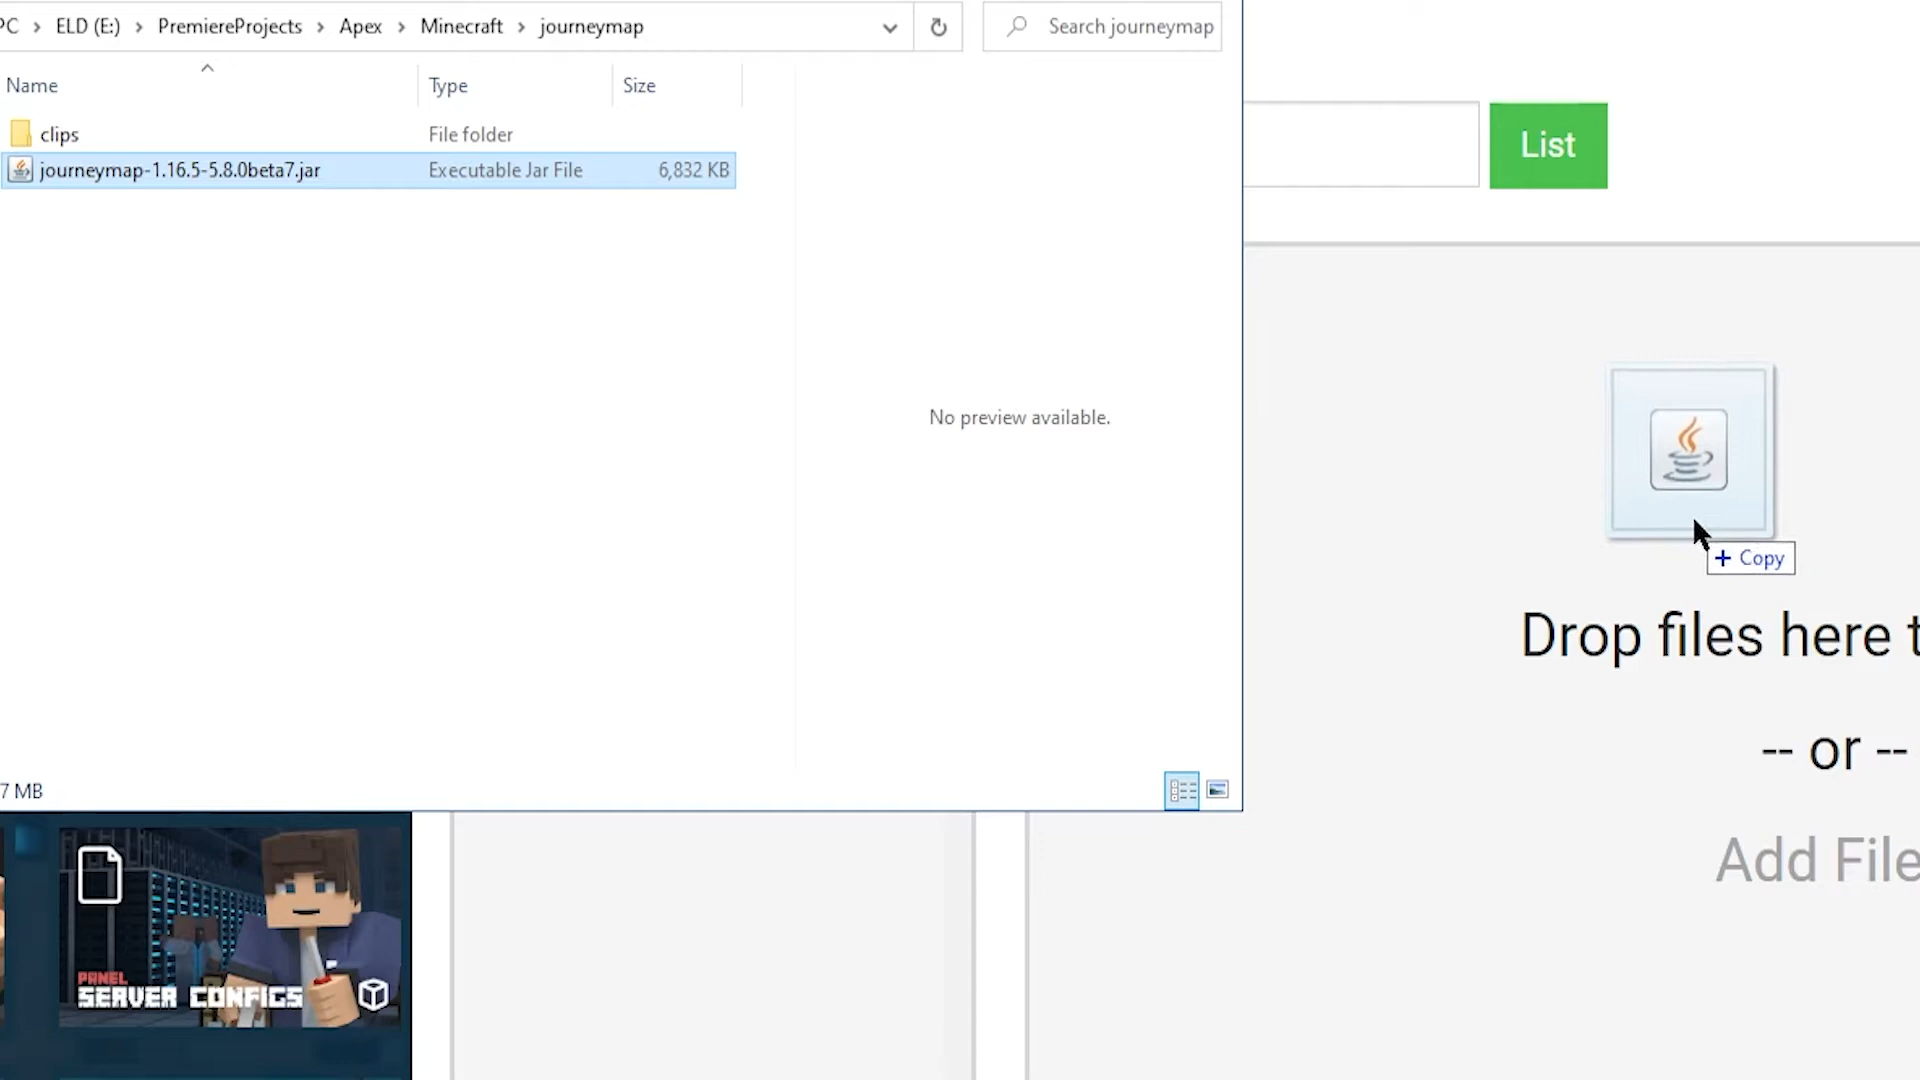 PC > ELD (E:) > PremiereProjects > Apex > Minecraft > journeymap
Search journeymap
Name Type Size
clips File folder
journeymap-1.16.5-5.8.0beta7.jar Executable Jar File 6,832 KB
No preview available.
7 MB
List
+ Copy
Drop files here t
-- or --
Add File
PANEL
SERVER CONFIGS